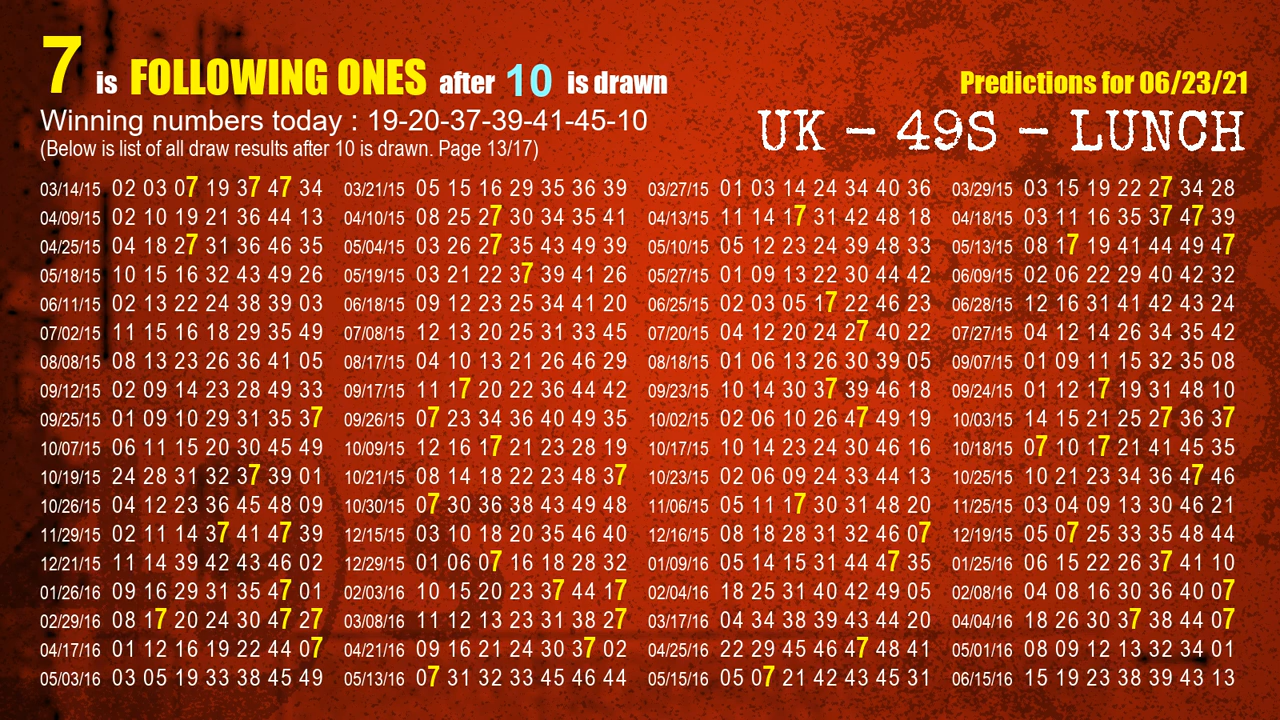 7 is FOLLOWING ONES after 10 is drawn
Predictions for 06/23/21
Winning numbers today : 19-20-37-39-41-45-10
UK - 49S - LUNCH
(Below is list of all draw results after 10 is drawn. Page 13/17)
03/14/15 02 03 07 19 37 47 34 03/21/15 05 15 16 29 35 36 39 03/27/15 01 03 14 24 34 40 36 03/29/15 03 15 19 22 27 34 28
04/09/15 02 10 19 21 36 44 13 04/10/15 08 25 27 30 34 35 41 04/13/15 11 14 17 31 42 48 18 04/18/15 03 11 16 35 37 47 39
04/25/15 04 18 27 31 36 46 35 05/04/15 03 26 27 35 43 49 39 05/10/15 05 12 23 24 39 48 33 05/13/15 08 17 19 41 44 49 47
05/18/15 10 15 16 32 43 49 26 05/19/15 03 21 22 37 39 41 26 05/27/15 01 09 13 22 30 44 42 06/09/15 02 06 22 29 40 42 32
06/11/15 02 13 22 24 38 39 03 06/18/15 09 12 23 25 34 41 20 06/25/15 02 03 05 17 22 46 23 06/28/15 12 16 31 41 42 43 24
07/02/15 11 15 16 18 29 35 49 07/08/15 12 13 20 25 31 33 45 07/20/15 04 12 20 24 27 40 22 07/27/15 04 12 14 26 34 35 42
08/08/15 08 13 23 26 36 41 05 08/17/15 04 10 13 21 26 46 29 08/18/15 01 06 13 26 30 39 05 09/07/15 01 09 11 15 32 35 08
09/12/15 02 09 14 23 28 49 33 09/17/15 11 17 20 22 36 44 42 09/23/15 10 14 30 37 39 46 18 09/24/15 01 12 17 19 31 48 10
09/25/15 01 09 10 29 31 35 37 09/26/15 07 23 34 36 40 49 35 10/02/15 02 06 10 26 47 49 19 10/03/15 14 15 21 25 27 36 37
10/07/15 06 11 15 20 30 45 49 10/09/15 12 16 17 21 23 28 19 10/17/15 10 14 23 24 30 46 16 10/18/15 07 10 17 21 41 45 35
10/19/15 24 28 31 32 37 39 01 10/21/15 08 14 18 22 23 48 37 10/23/15 02 06 09 24 33 44 13 10/25/15 10 21 23 34 36 47 46
10/26/15 04 12 23 36 45 48 09 10/30/15 07 30 36 38 43 49 48 11/06/15 05 11 17 30 31 48 20 11/25/15 03 04 09 13 30 46 21
11/29/15 02 11 14 37 41 47 39 12/15/15 03 10 18 20 35 46 40 12/16/15 08 18 28 31 32 46 07 12/19/15 05 07 25 33 35 48 44
12/21/15 11 14 39 42 43 46 02 12/29/15 01 06 07 16 18 28 32 01/09/16 05 14 15 31 44 47 35 01/25/16 06 15 22 26 37 41 10
01/26/16 09 16 29 31 35 47 01 02/03/16 10 15 20 23 37 44 17 02/04/16 18 25 31 40 42 49 05 02/08/16 04 08 16 30 36 40 07
02/29/16 08 17 20 24 30 47 27 03/08/16 11 12 13 23 31 38 27 03/17/16 04 34 38 39 43 44 20 04/04/16 18 26 30 37 38 44 07
04/17/16 01 12 16 19 22 44 07 04/21/16 09 16 21 24 30 37 02 04/25/16 22 29 45 46 47 48 41 05/01/16 08 09 13 32 34 01
05/03/16 03 05 19 33 38 45 49 05/13/16 07 31 32 33 45 46 44 05/15/16 05 07 21 42 43 45 31 06/15/16 15 19 23 38 39 43 13